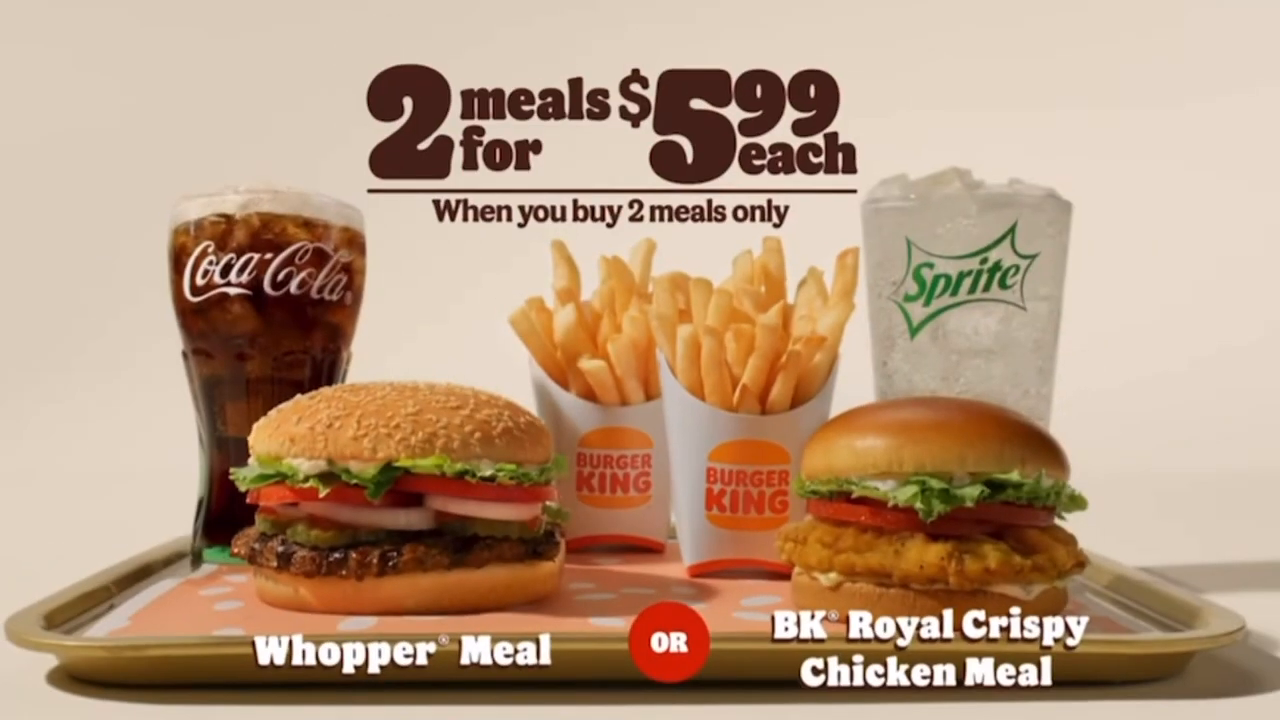 2 meals for $5.99 each
When you buy 2 meals only
Coca-Cola®
Sprite
BURGER
KING
BURGER
KING
Whopper® Meal
OR
BK® Royal Crispy
Chicken Meal